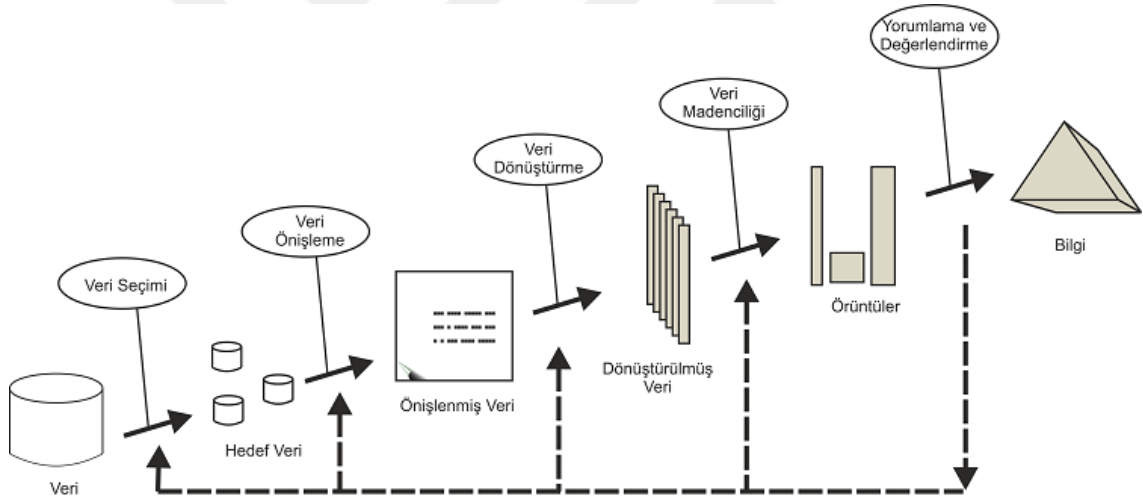 Veri Seçimi
Veri
Önişleme
Veri
Dönüştürme
Veri
Madenciliği
Yorumlama ve
Değerlendirme
Veri
Hedef Veri
Önişlenmiş Veri
Dönüştürülmüş
Veri
Örüntüler
Bilgi